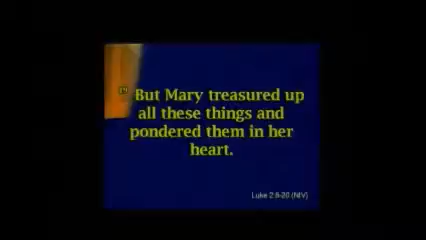 19 But Mary treasured up
all these things and
pondered them in her
heart.
Luke 2:8-20 (NIV)